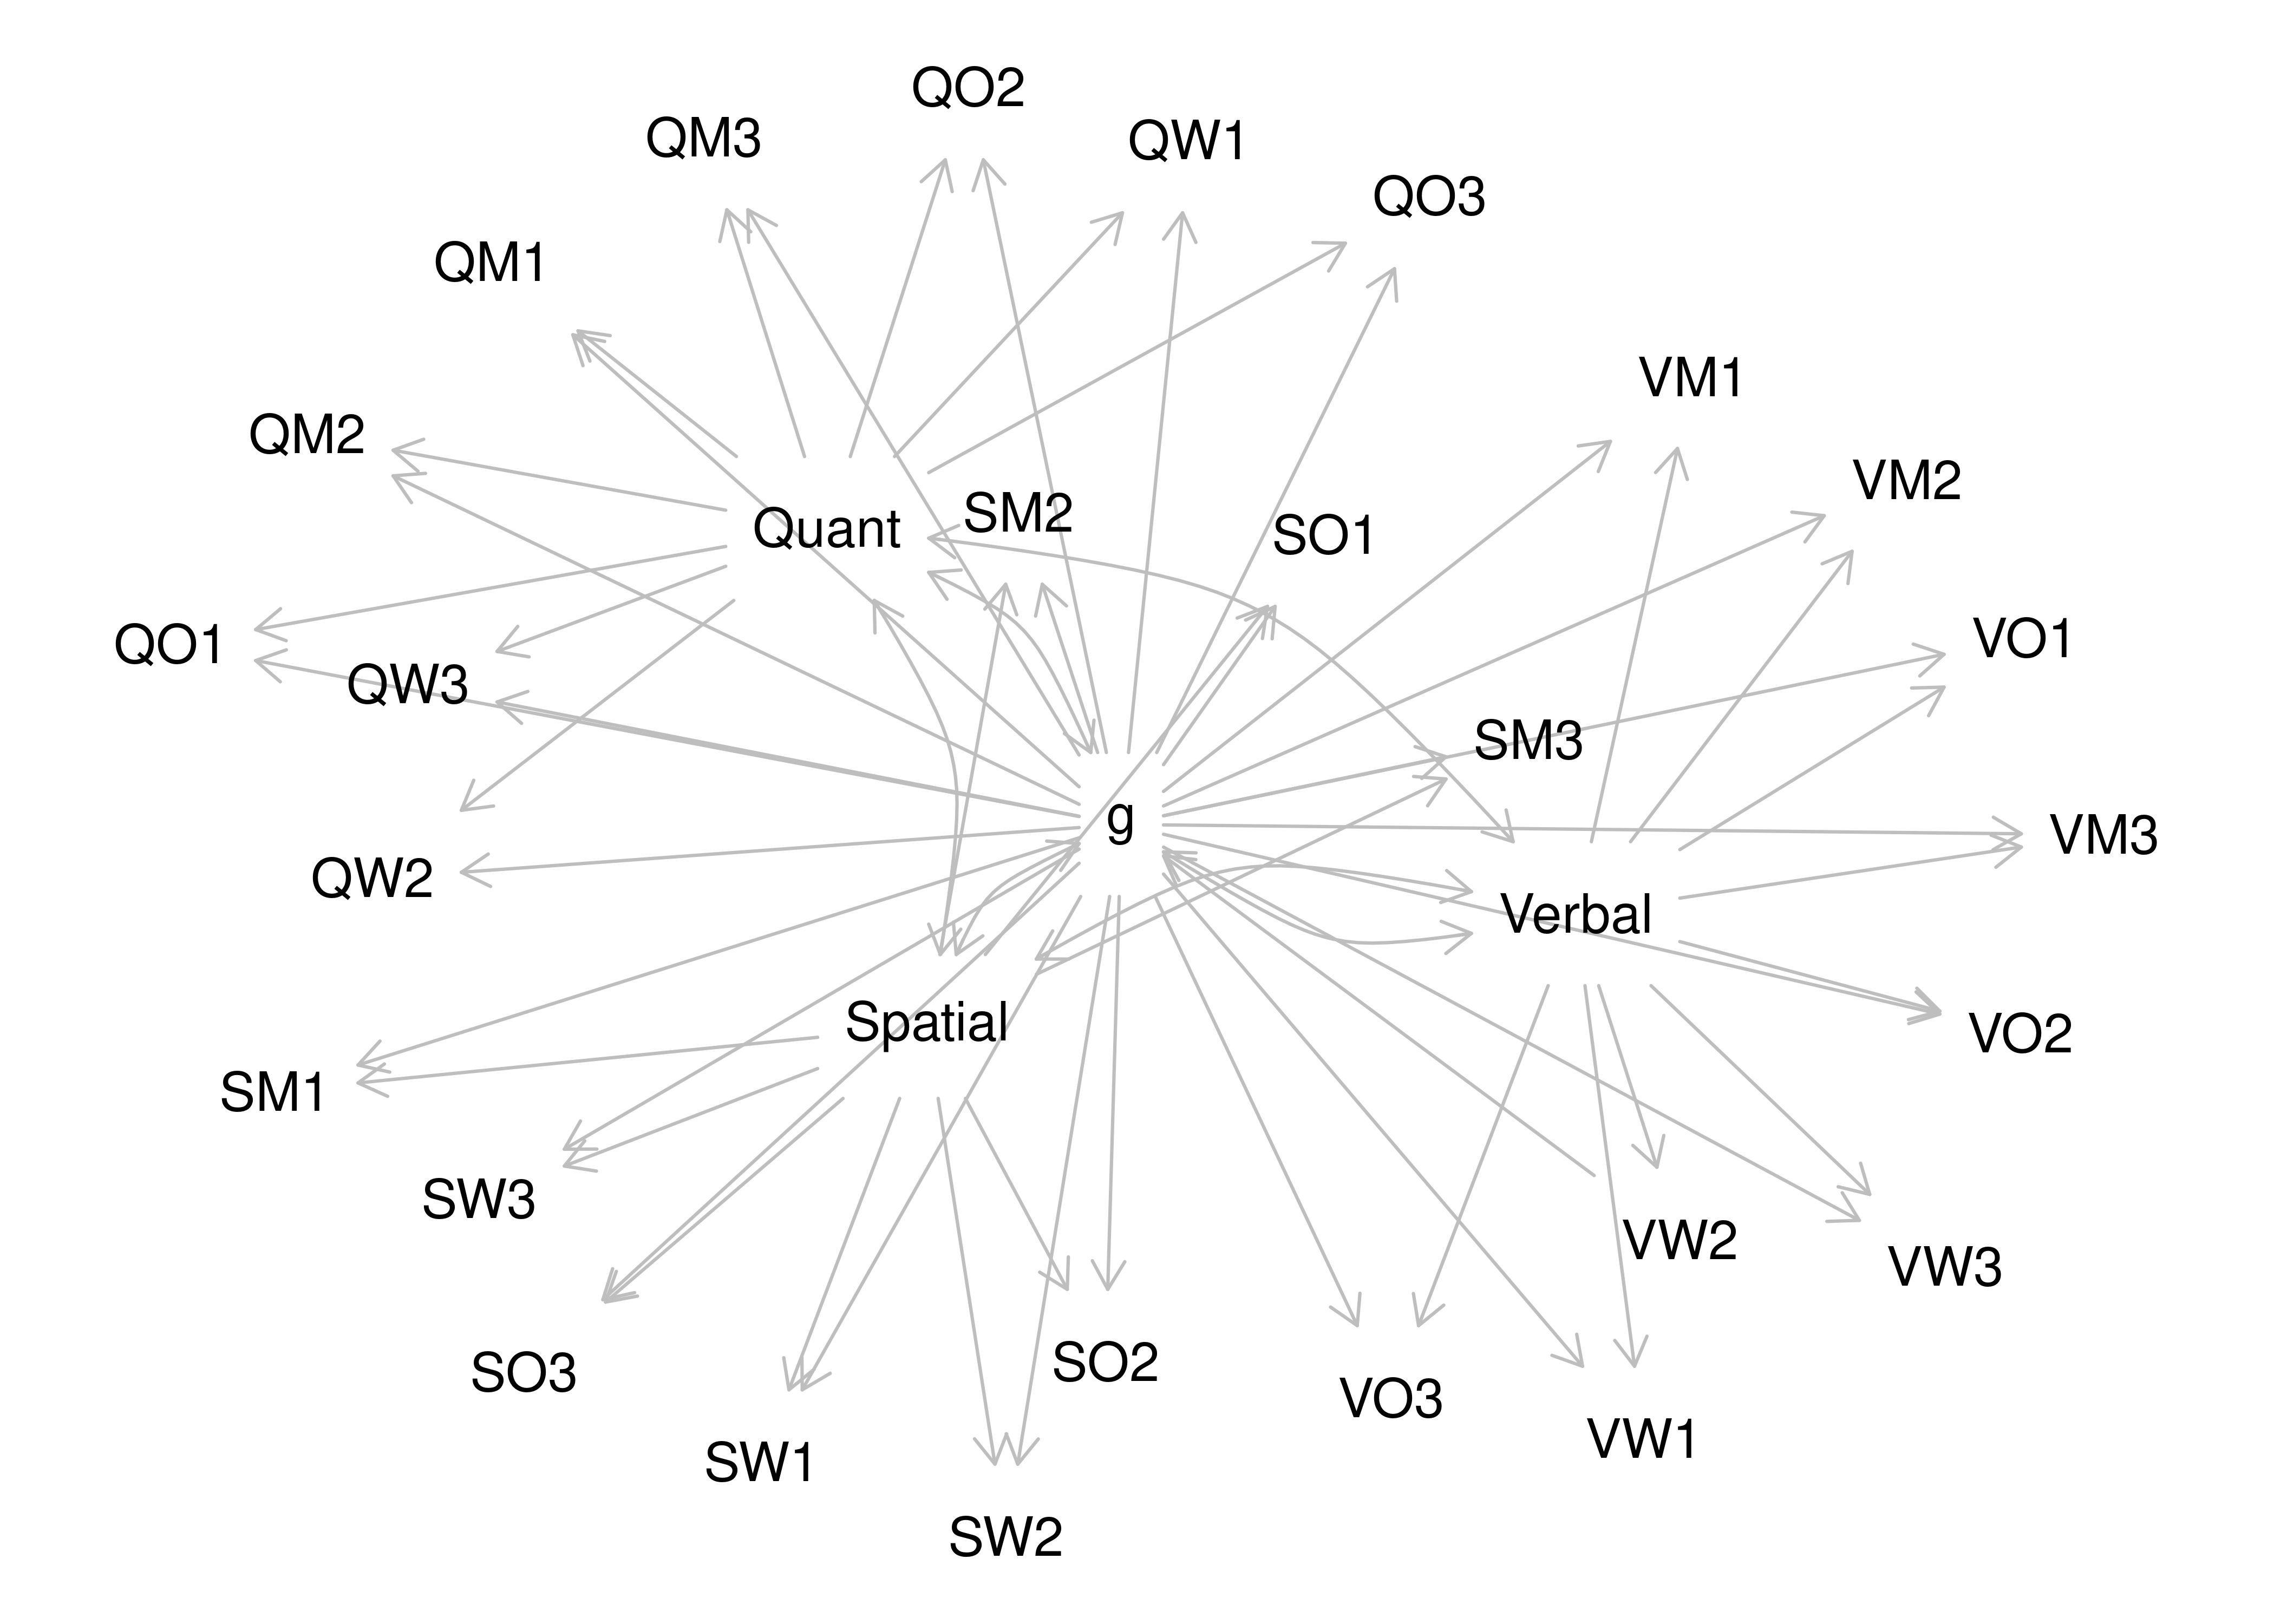 QO2
QM3
QW1
QO3
QM1
VM1
QM2
VM2
SM2
Quant
SO1
VO1
QO1
QW3
SM3
g
VM3
QW2
Verbal
Spatial
VO2
SM1
SW3
VW2
VW3
SO2
SO3
VO3
VW1
SW1
SW2